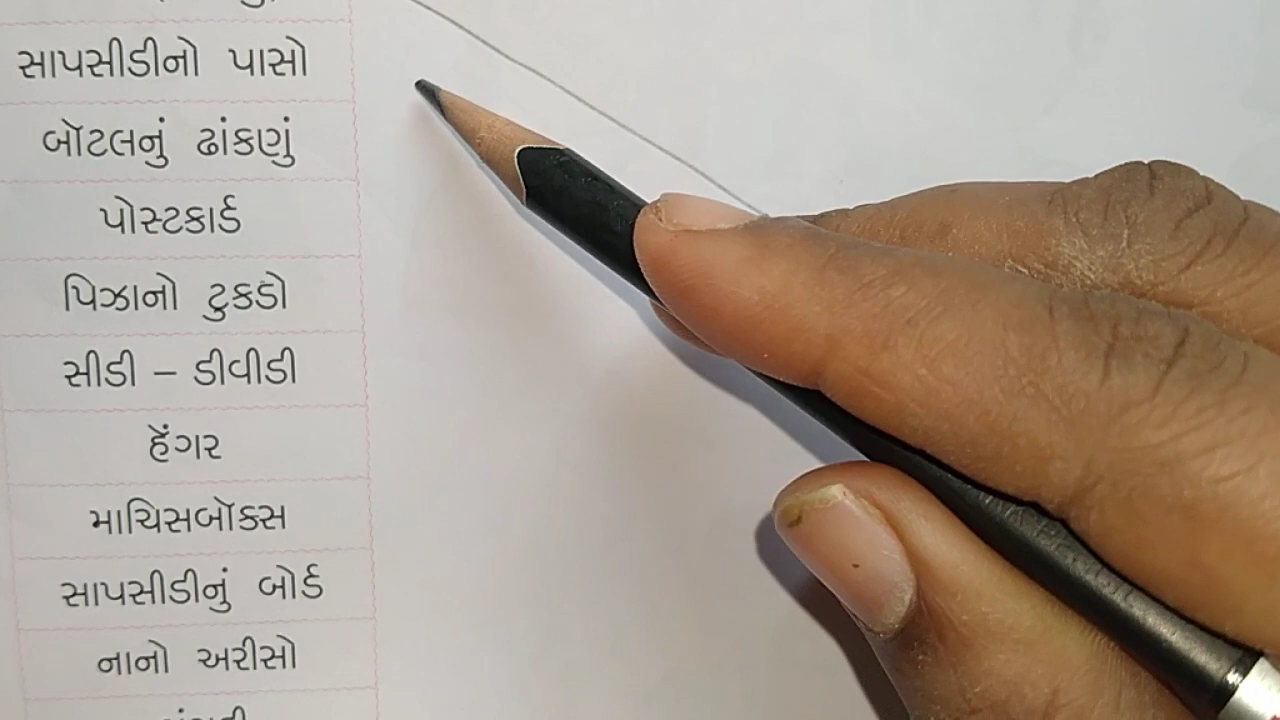 સાપસીડીનો પાસો
બૉટલનું ઢાંકણું
પોસ્ટકાર્ડ
પિઝાનો ટુકડો
સીડી – ડીવીડી
હૅંગર
માચિસબૉક્સ
સાપસીડીનું બોર્ડ
નાનો અરીસો